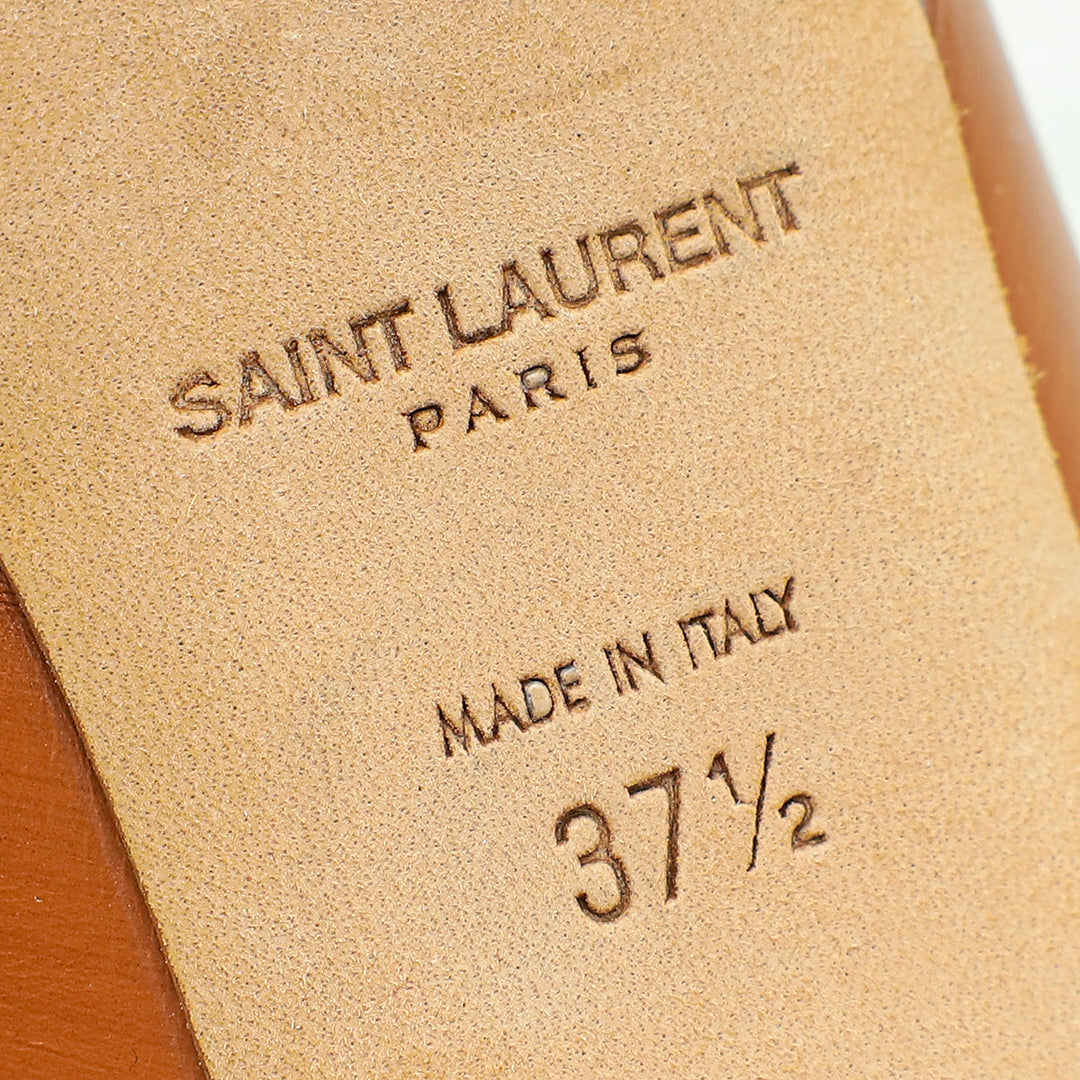 SAINT LAURENT
PARIS
MADE IN ITALY
37½